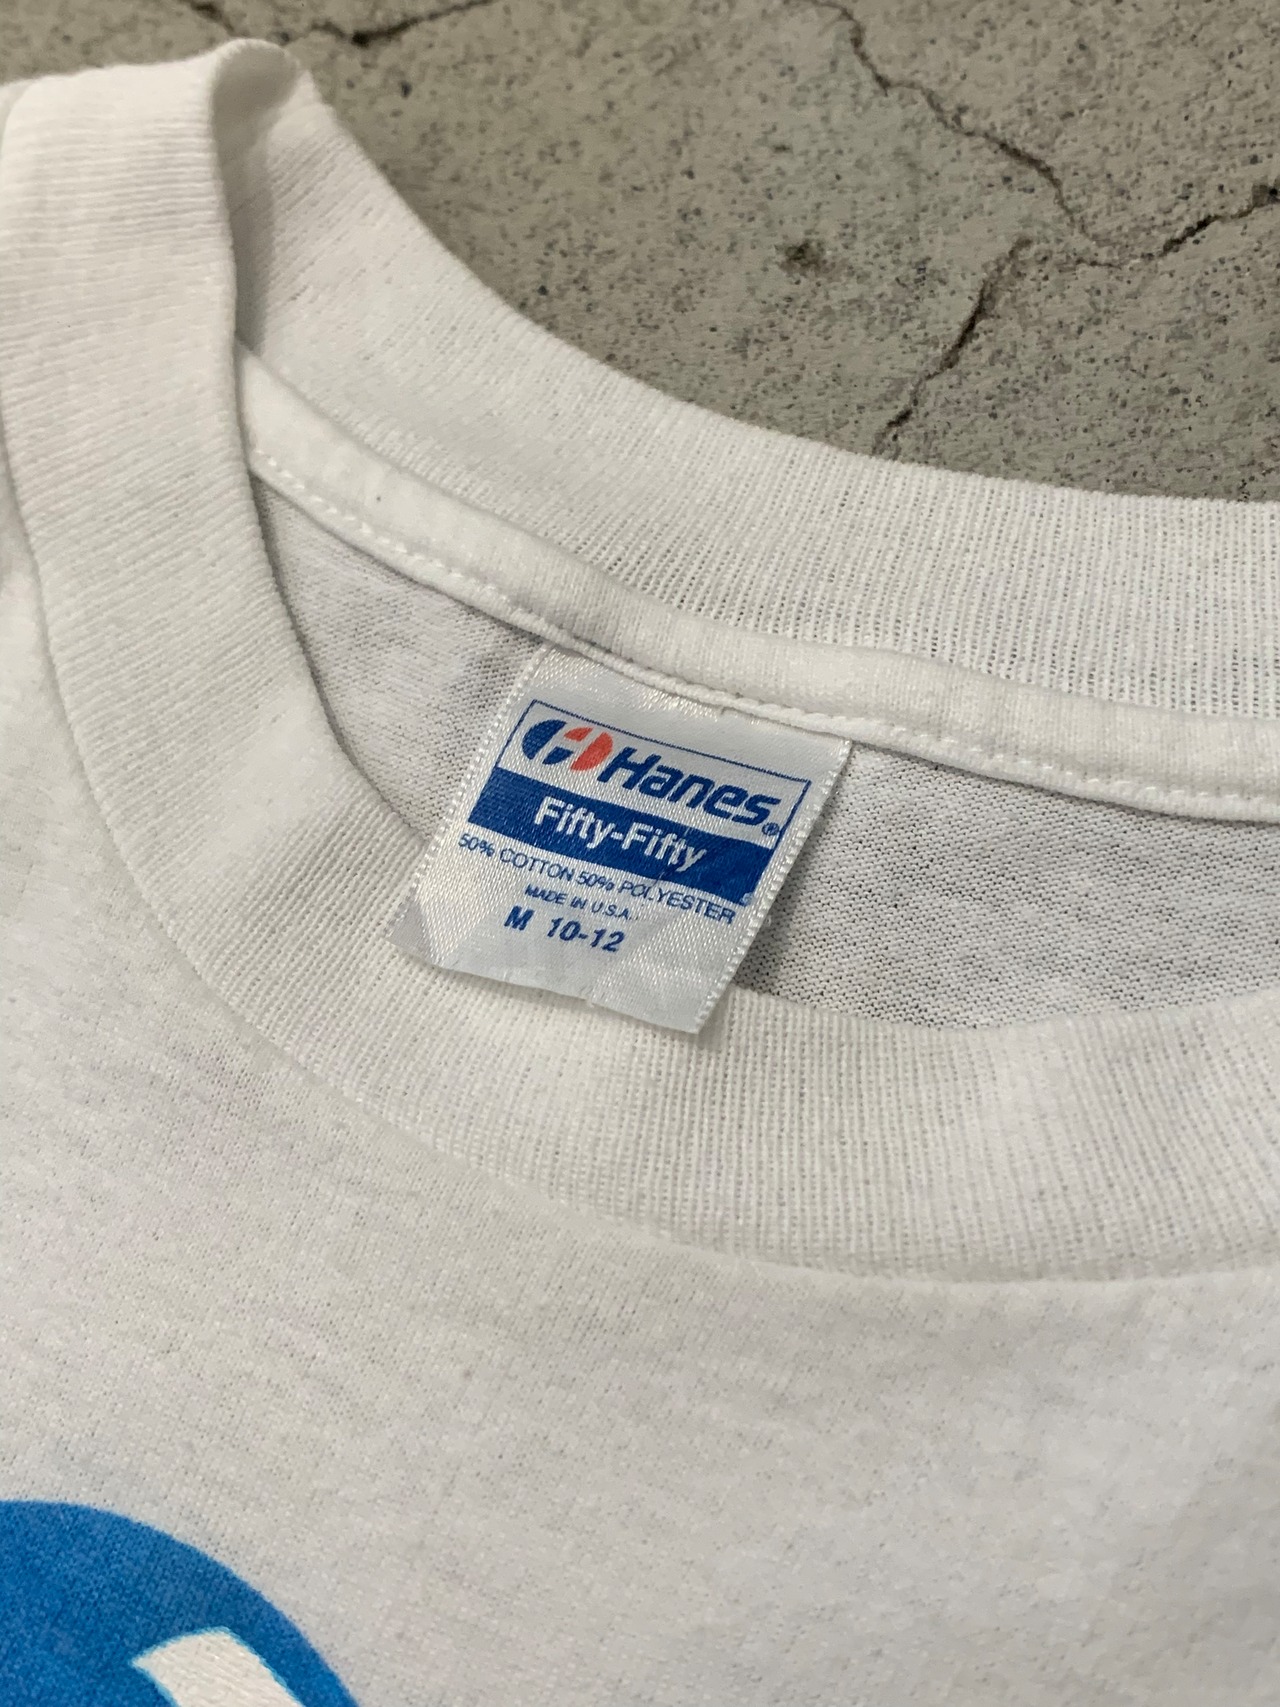 Hanes®
Fifty-Fifty
50% COTTON 50% POLYESTER
MADE IN U.S.A.
M 10-12